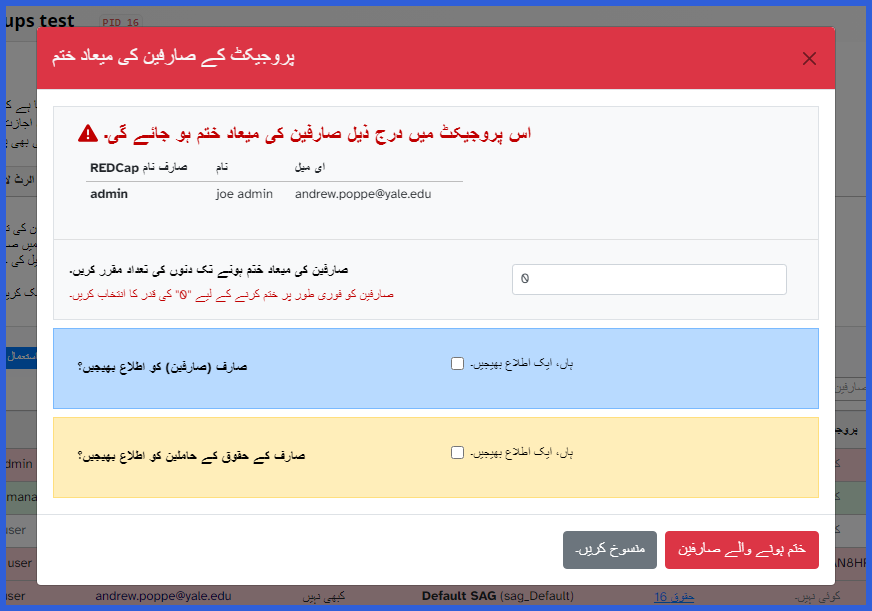 ups test PID 16
پروجیکٹ کے صارفین کی میعاد ختم
اس پروجیکٹ میں درج ذیل صارفین کی میعاد ختم ہو جائے گی.
REDCap صارف نام نام ای میل
admin joe admin andrew.poppe@yale.edu
صارفین کی میعاد ختم ہونے تک دنوں کی تعداد مقرر کریں۔
0
صارفین کو فوری طور پر ختم کرنے کے لیے "0" کی قدر کا انتخاب کریں۔
صارف (صارفین) کو اطلاع بھیجیں؟
ہاں، ایک اطلاع بھیجیں۔
صارف کے حقوق کے حاملین کو اطلاع بھیجیں؟
ہاں، ایک اطلاع بھیجیں۔
منسوخ کریں۔
ختم ہونے والے صارفین
andrew.poppe@yale.edu کبھی نہیں Default SAG (sag_Default) حقوق 16 کوئی نہیں۔